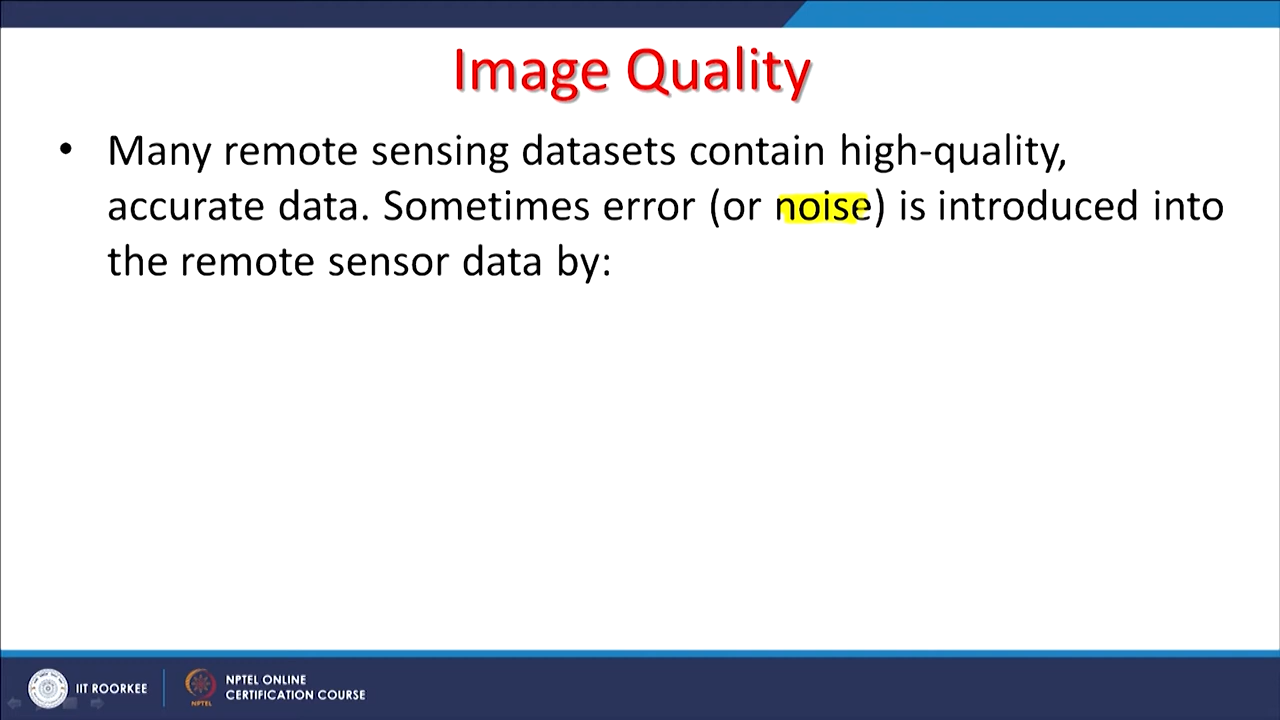 Image Quality
• Many remote sensing datasets contain high-quality,
accurate data. Sometimes error (or noise) is introduced into
the remote sensor data by:
IIT ROORKEE
NPTEL
NPTEL ONLINE
CERTIFICATION COURSE